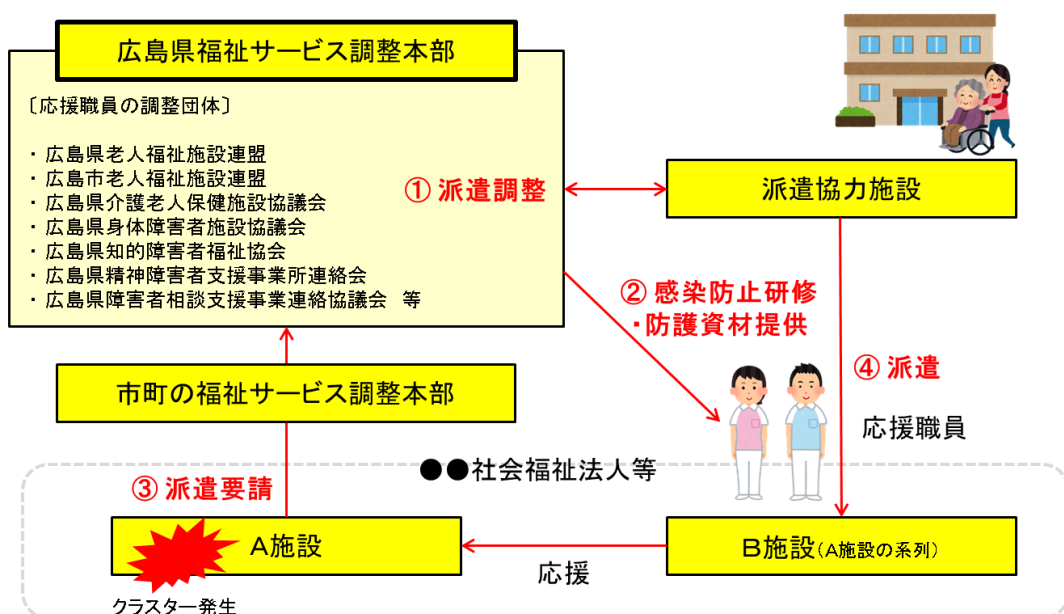 広島県福祉サービス調整本部
〔応援職員の調整団体〕
・ 広島県老人福祉施設連盟
・ 広島市老人福祉施設連盟
・ 広島県介護老人保健施設協議会
・ 広島県身体障害者施設協議会
・ 広島県知的障害者福祉協会
・ 広島県精神障害者支援事業所連絡会
・ 広島県障害者相談支援事業連絡協議会　等
① 派遣調整
派遣協力施設
② 感染防止研修
・防護資材提供
市町の福祉サービス調整本部
④ 派遣
応援職員
●●社会福祉法人等
③ 派遣要請
A施設
B施設(A施設の系列)
応援
クラスター発生